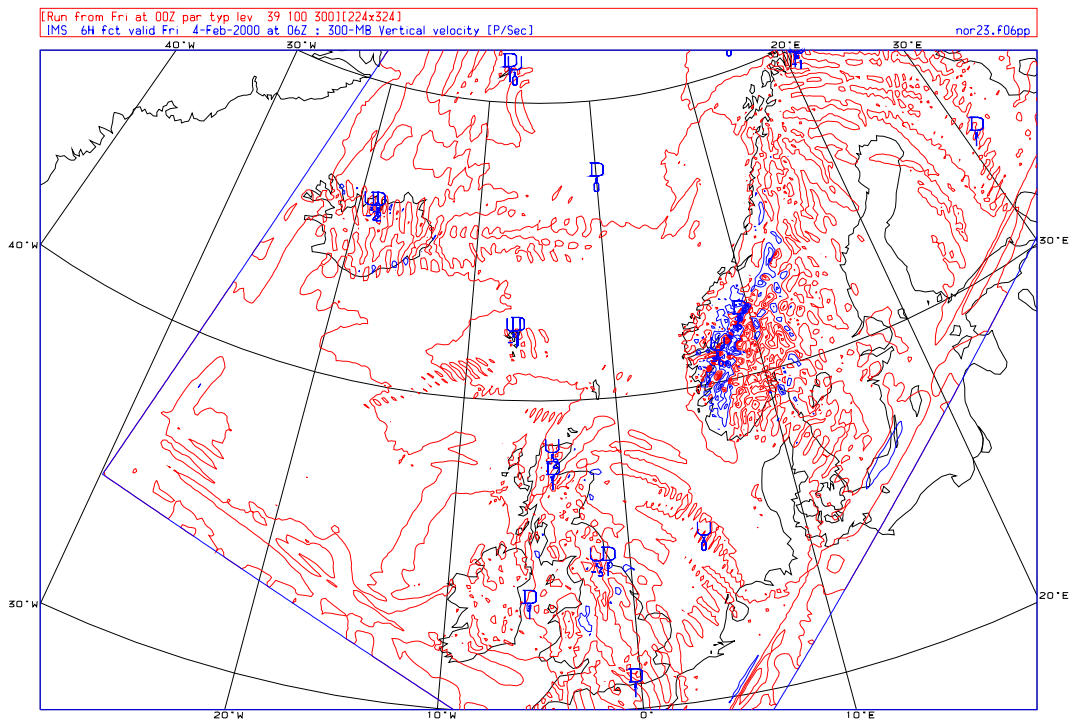 [Run from Fri at 00Z par typ lev 39 100 300][224x324]
IMS 6H fct valid Fri 4-Feb-2000 at 06Z : 300-MB Vertical velocity [P/Sec] nor23.f06pp
40°W 30°W 20°E 30°E
D
D
D
D
40°W 30°E
D
U
D
U
UD
D
30°W 20°E
D
20°W 10°W 0° 10°E